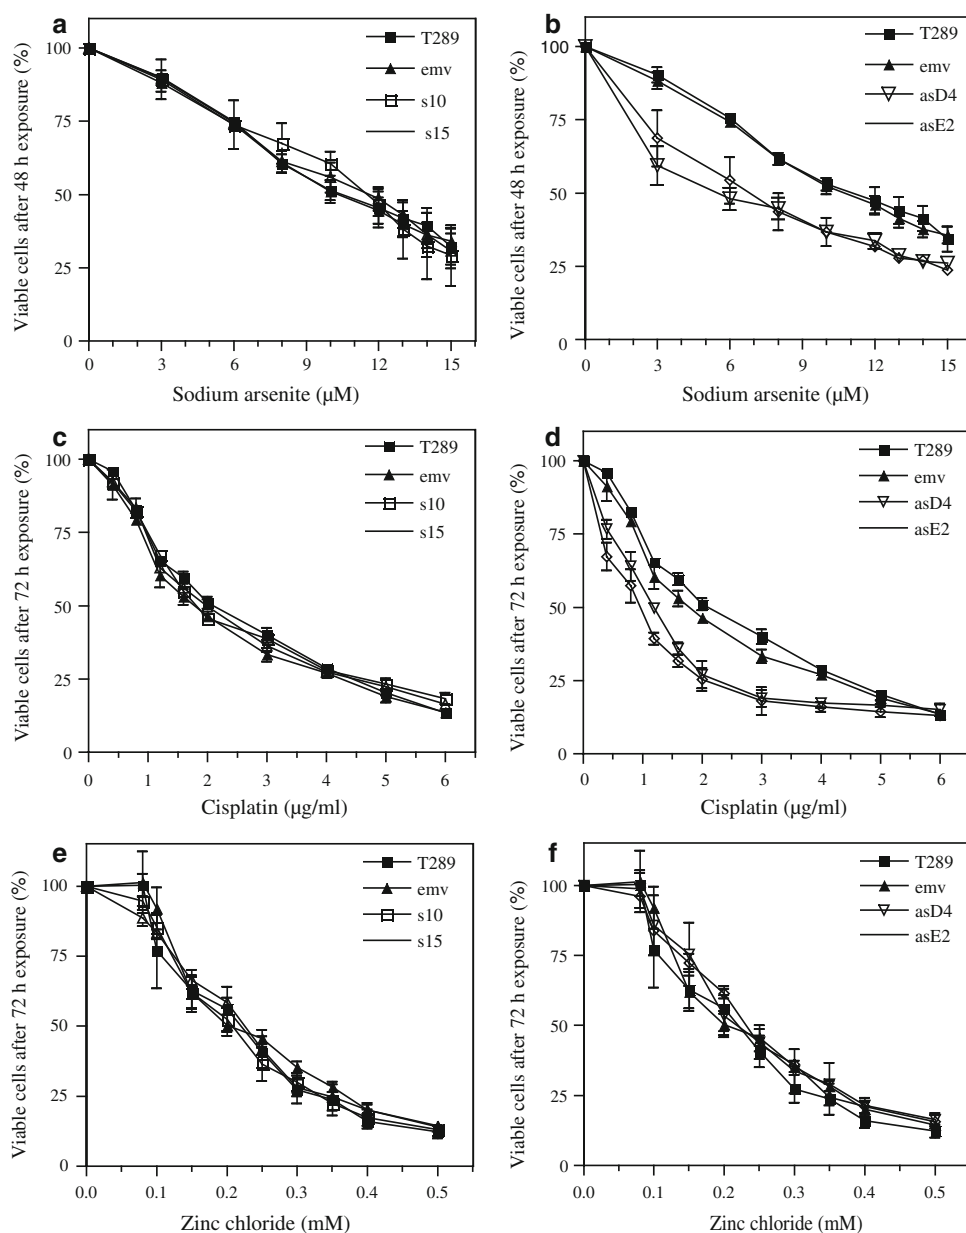 a
Viable cells after 48 h exposure (%)
100
75
50
25
0
0 3 6 9 12 15
Sodium arsenite (µM)
T289
emv
s10
s15
b
Viable cells after 48 h exposure (%)
100
75
50
25
0
0 3 6 9 12 15
Sodium arsenite (µM)
T289
emv
asD4
asE2
c
Viable cells after 72 h exposure (%)
100
75
50
25
0
0 1 2 3 4 5 6
Cisplatin (µg/ml)
T289
emv
s10
s15
d
Viable cells after 72 h exposure (%)
100
75
50
25
0
0 1 2 3 4 5 6
Cisplatin (µg/ml)
T289
emv
asD4
asE2
e
Viable cells after 72 h exposure (%)
100
75
50
25
0
0.0 0.1 0.2 0.3 0.4 0.5
Zinc chloride (mM)
T289
emv
s10
s15
f
Viable cells after 72 h exposure (%)
100
75
50
25
0
0.0 0.1 0.2 0.3 0.4 0.5
Zinc chloride (mM)
T289
emv
asD4
asE2